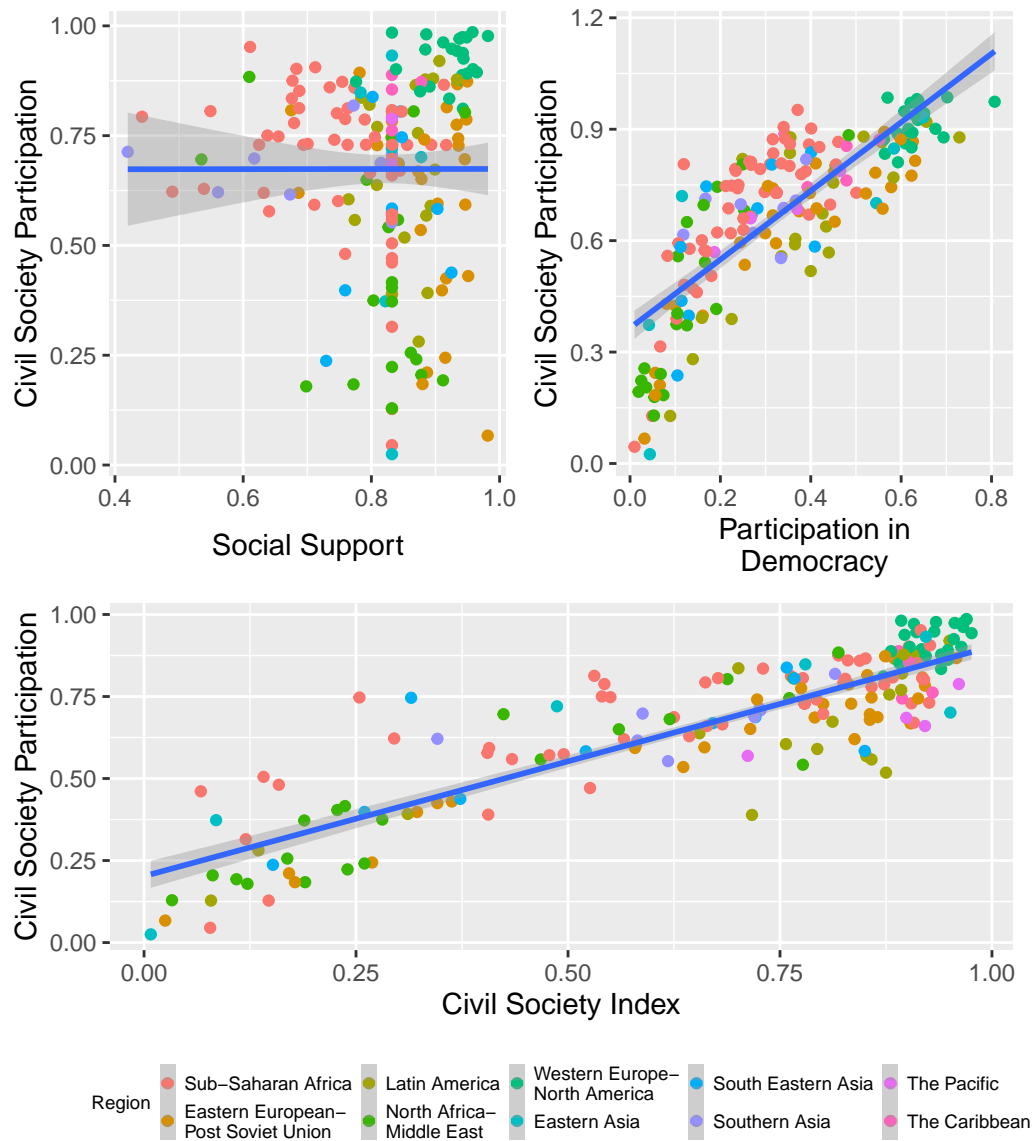 1.00
0.75
0.50
0.25
0.00
Civil Society Participation
0.4
0.6
0.8
1.0
Social Support
1.2
0.9
0.6
0.3
0.0
Civil Society Participation
0.0
0.2
0.4
0.6
0.8
Participation in
Democracy
1.00
0.75
0.50
0.25
0.00
Civil Society Participation
0.00
0.25
0.50
0.75
1.00
Civil Society Index
Region
Sub−Saharan Africa
Eastern European−
Post Soviet Union
Latin America
North Africa−
Middle East
Western Europe−
North America
Eastern Asia
South Eastern Asia
Southern Asia
The Pacific
The Caribbean